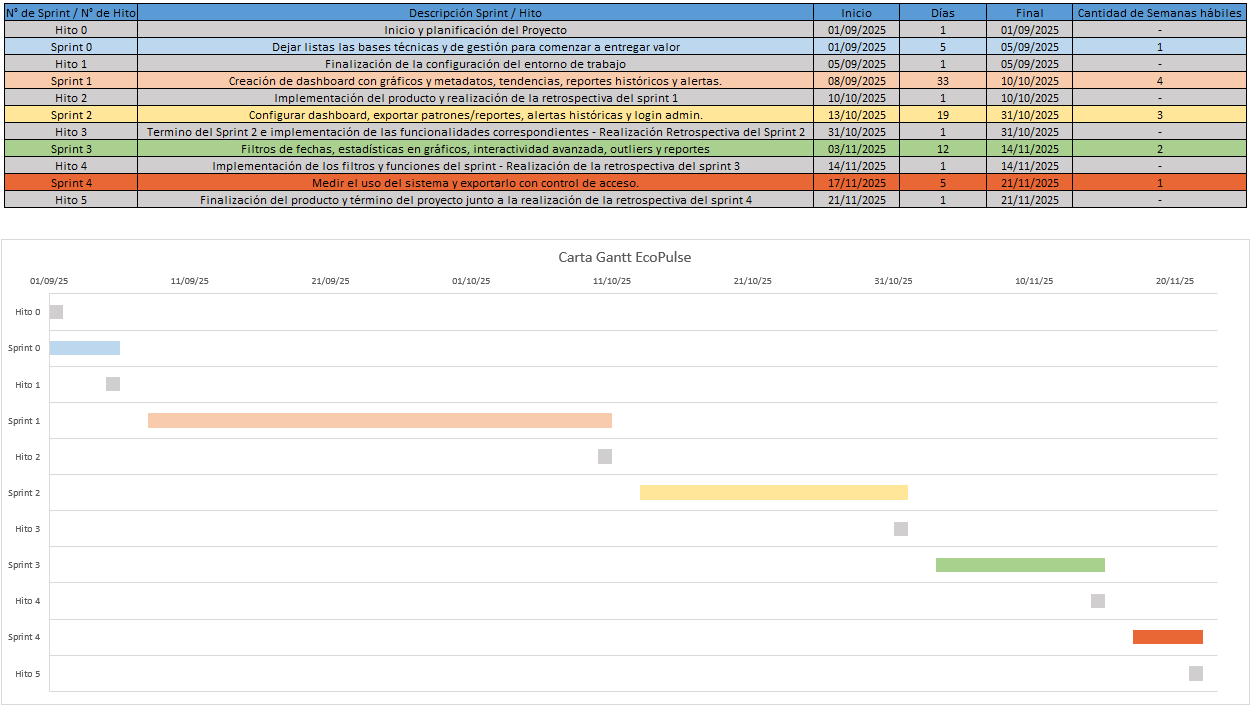 N° de Sprint / N° de Hito Descripción Sprint / Hito Inicio Días Final Cantidad de Semanas hábiles
Hito 0 Inicio y planificación del Proyecto 01/09/2025 1 01/09/2025 -
Sprint 0 Dejar listas las bases técnicas y de gestión para comenzar a entregar valor 01/09/2025 5 05/09/2025 1
Hito 1 Finalización de la configuración del entorno de trabajo 05/09/2025 1 05/09/2025 -
Sprint 1 Creación de dashboard con gráficos y metadatos, tendencias, reportes históricos y alertas. 08/09/2025 33 10/10/2025 4
Hito 2 Implementación del producto y realización de la retrospectiva del sprint 1 10/10/2025 1 10/10/2025 -
Sprint 2 Configurar dashboard, exportar patrones/reportes, alertas históricas y login admin. 13/10/2025 19 31/10/2025 3
Hito 3 Termino del Sprint 2 e implementación de las funcionalidades correspondientes - Realización Retrospectiva del Sprint 2 31/10/2025 1 31/10/2025 -
Sprint 3 Filtros de fechas, estadísticas en gráficos, interactividad avanzada, outliers y reportes 03/11/2025 12 14/11/2025 2
Hito 4 Implementación de los filtros y funciones del sprint - Realización de la retrospectiva del sprint 3 14/11/2025 1 14/11/2025 -
Sprint 4 Medir el uso del sistema y exportarlo con control de acceso. 17/11/2025 5 21/11/2025 1
Hito 5 Finalización del producto y término del proyecto junto a la realización de la retrospectiva del sprint 4 21/11/2025 1 21/11/2025 -
Carta Gantt EcoPulse
01/09/25 11/09/25 21/09/25 01/10/25 11/10/25 21/10/25 31/10/25 10/11/25 20/11/25
Hito 0
Sprint 0
Hito 1
Sprint 1
Hito 2
Sprint 2
Hito 3
Sprint 3
Hito 4
Sprint 4
Hito 5